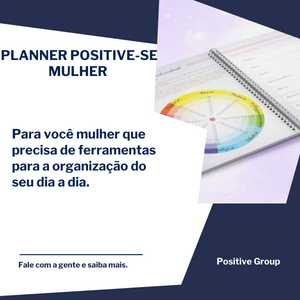 PLANNER POSITIVE-SE
MULHER
Para você mulher que
precisa de ferramentas
para a organização do
seu dia a dia.
Fale com a gente e saiba mais.
Positive Group